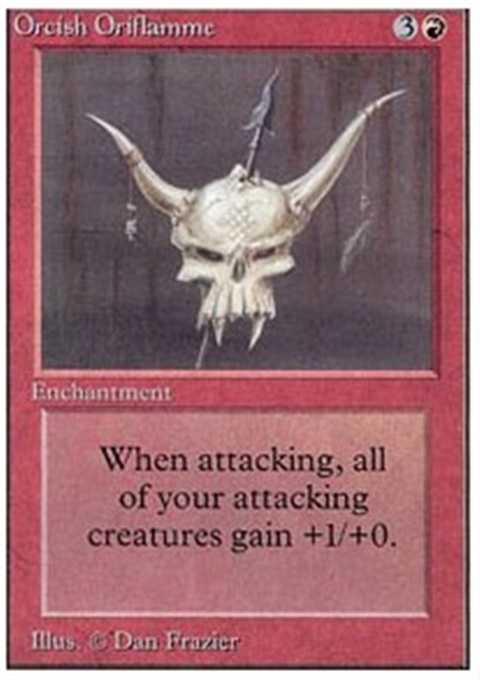 Orcish Oriflamme 3
Enchantment
When attacking, all
of your attacking
creatures gain +1/+0.
Illus. © Dan Frazier